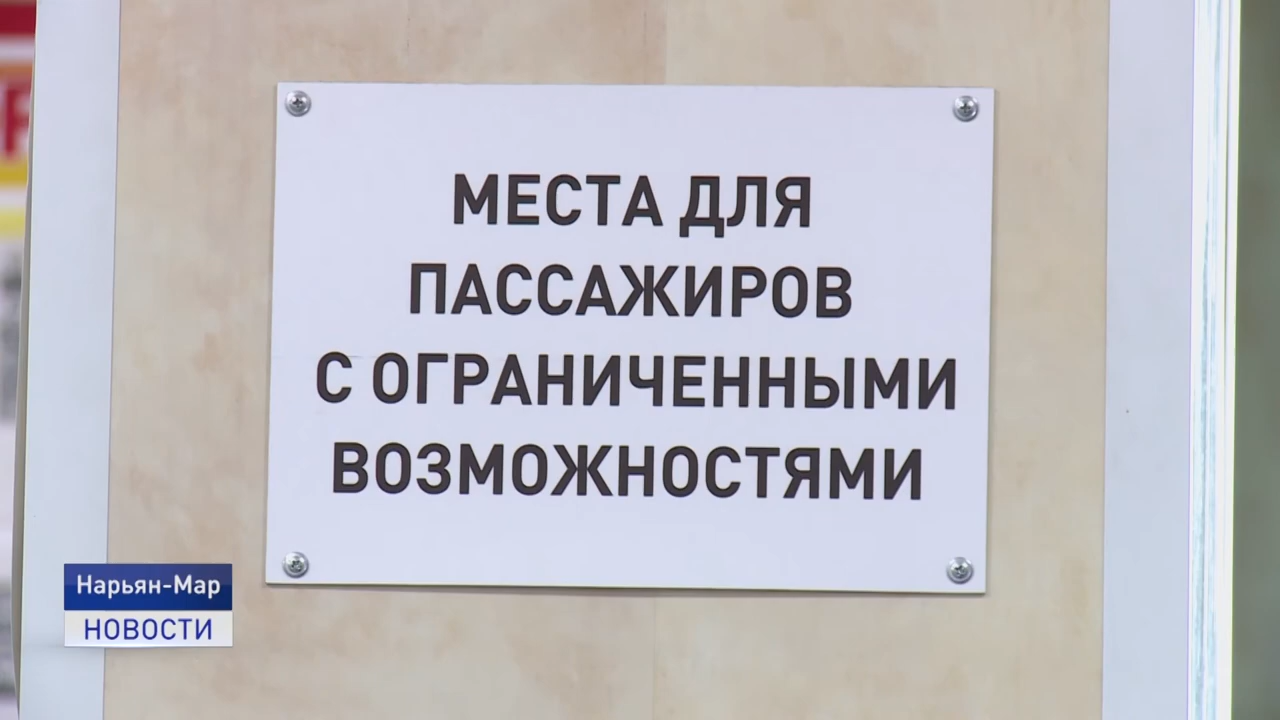 МЕСТА ДЛЯ
ПАССАЖИРОВ
С ОГРАНИЧЕННЫМИ
ВОЗМОЖНОСТЯМИ
Нарьян-Мар
НОВОСТИ